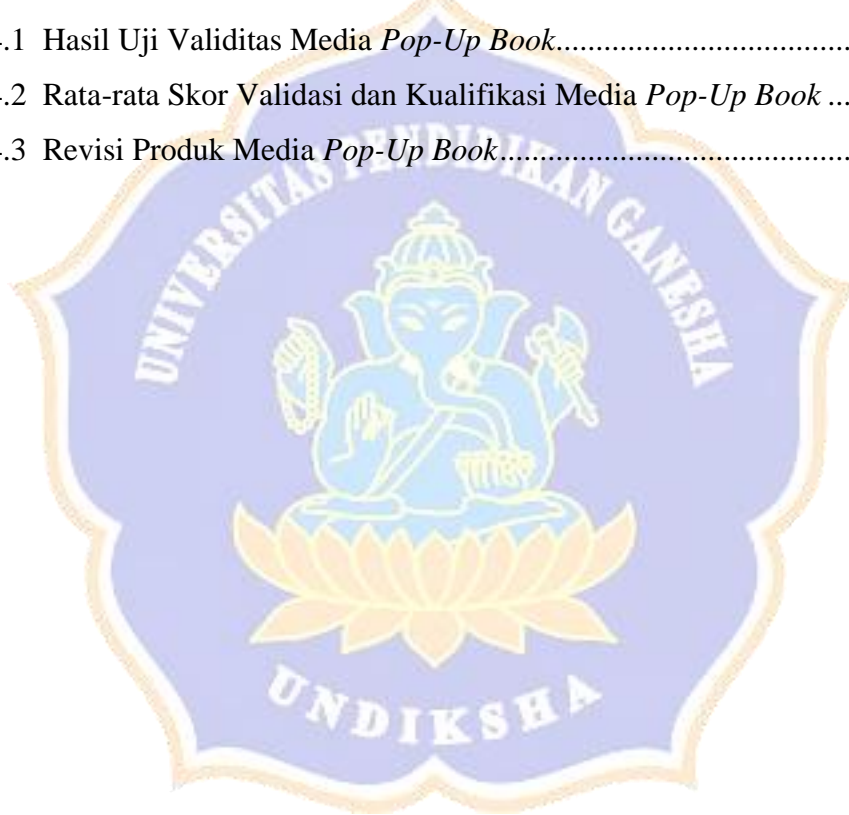 .1 Hasil Uji Validitas Media Pop-Up Book.....................................
.2 Rata-rata Skor Validasi dan Kualifikasi Media Pop-Up Book ...
.3 Revisi Produk Media Pop-Up Book............................................
UNIVERSITAS PENDIDIKAN GANESHA
UNDIKSHA